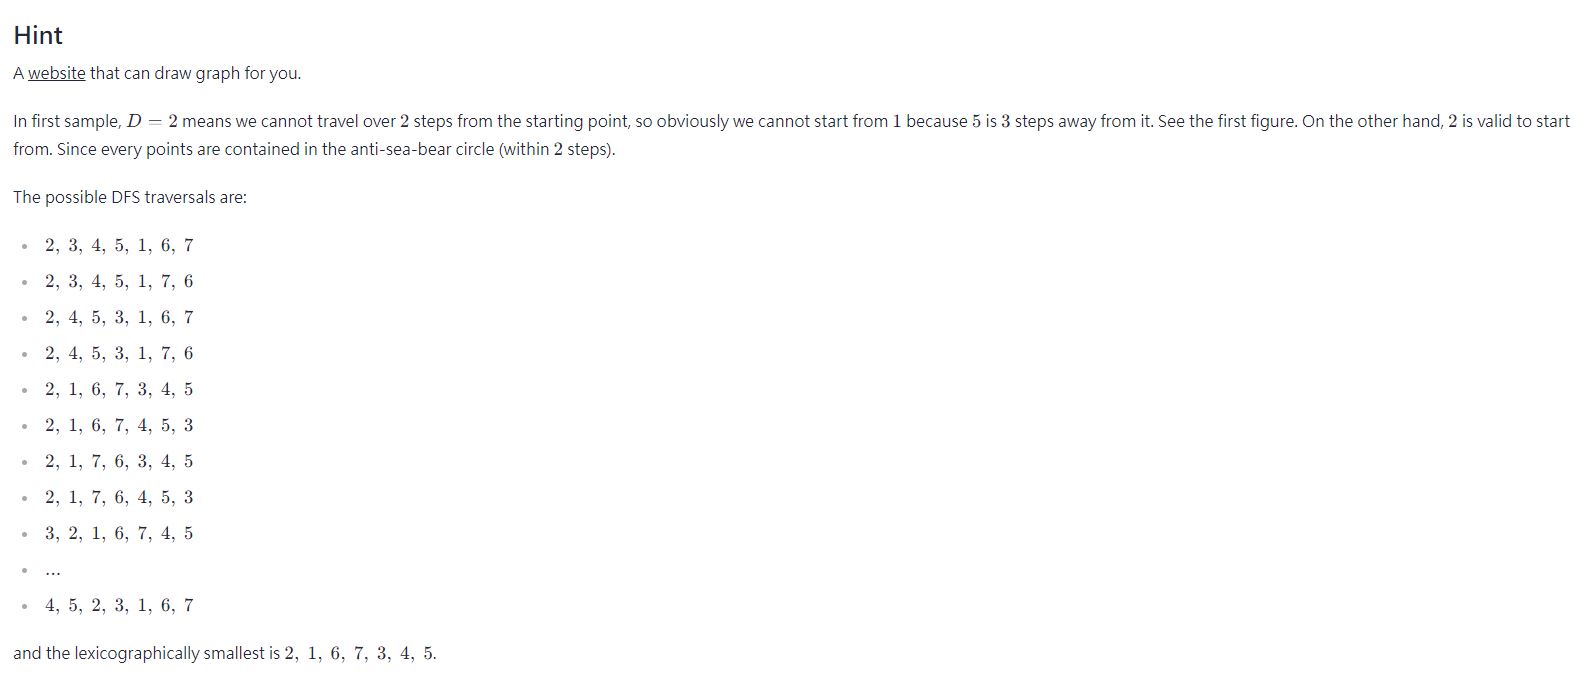 Hint
A website that can draw graph for you.
In first sample, D = 2 means we cannot travel over 2 steps from the starting point, so obviously we cannot start from 1 because 5 is 3 steps away from it. See the first figure. On the other hand, 2 is valid to start
from. Since every points are contained in the anti-sea-bear circle (within 2 steps).
The possible DFS traversals are:
• 2, 3, 4, 5, 1, 6, 7
• 2, 3, 4, 5, 1, 7, 6
• 2, 4, 5, 3, 1, 6, 7
• 2, 4, 5, 3, 1, 7, 6
• 2, 1, 6, 7, 3, 4, 5
• 2, 1, 6, 7, 4, 5, 3
• 2, 1, 7, 6, 3, 4, 5
• 2, 1, 7, 6, 4, 5, 3
• 3, 2, 1, 6, 7, 4, 5
• ...
• 4, 5, 2, 3, 1, 6, 7
and the lexicographically smallest is 2, 1, 6, 7, 3, 4, 5.